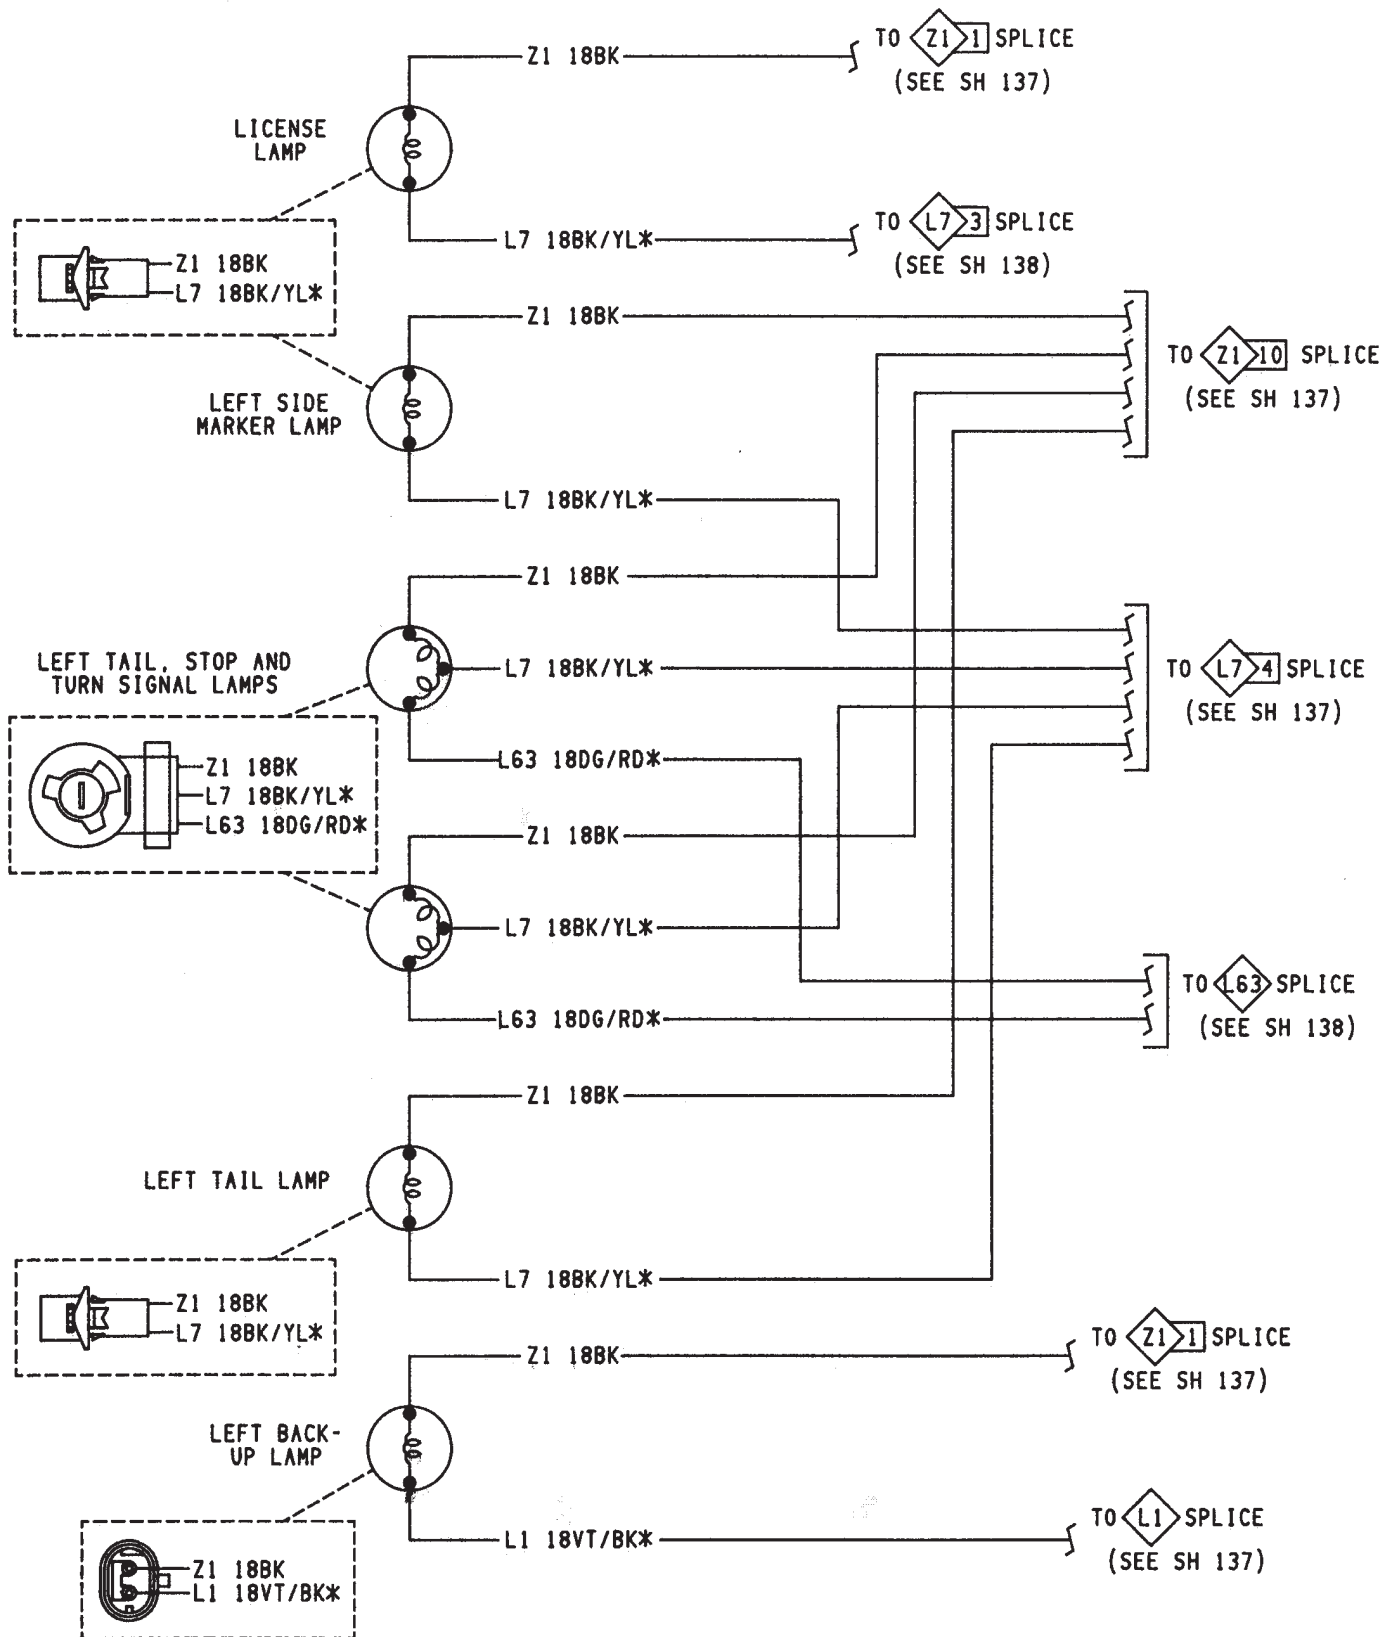 Z1 18BK
TO Z1 1 SPLICE
(SEE SH 137)
LICENSE
LAMP
Z1 18BK
L7 18BK/YL*
L7 18BK/YL*
TO L7 3 SPLICE
(SEE SH 138)
Z1 18BK
TO Z1 10 SPLICE
(SEE SH 137)
LEFT SIDE
MARKER LAMP
L7 18BK/YL*
Z1 18BK
LEFT TAIL, STOP AND
TURN SIGNAL LAMPS
L7 18BK/YL*
TO L7 4 SPLICE
(SEE SH 137)
L63 18DG/RD*
Z1 18BK
L7 18BK/YL*
L63 18DG/RD*
Z1 18BK
L7 18BK/YL*
TO L63 SPLICE
(SEE SH 138)
L63 18DG/RD*
Z1 18BK
LEFT TAIL LAMP
L7 18BK/YL*
Z1 18BK
L7 18BK/YL*
Z1 18BK
TO Z1 1 SPLICE
(SEE SH 137)
LEFT BACK-
UP LAMP
L1 18VT/BK*
TO L1 SPLICE
(SEE SH 137)
Z1 18BK
L1 18VT/BK*